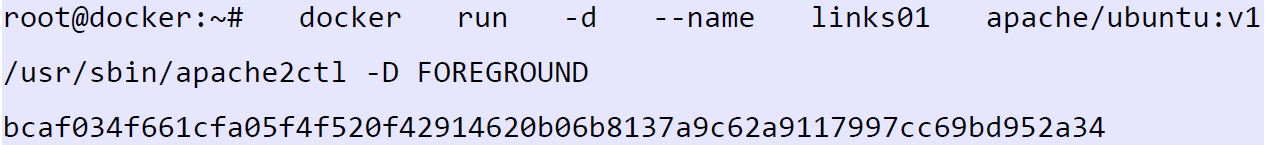 root@docker:~# docker run -d --name links01 apache/ubuntu:v1
/usr/sbin/apache2ctl -D FOREGROUND
bcaf034f661cfa05f4f520f42914620b06b8137a9c62a9117997cc69bd952a34